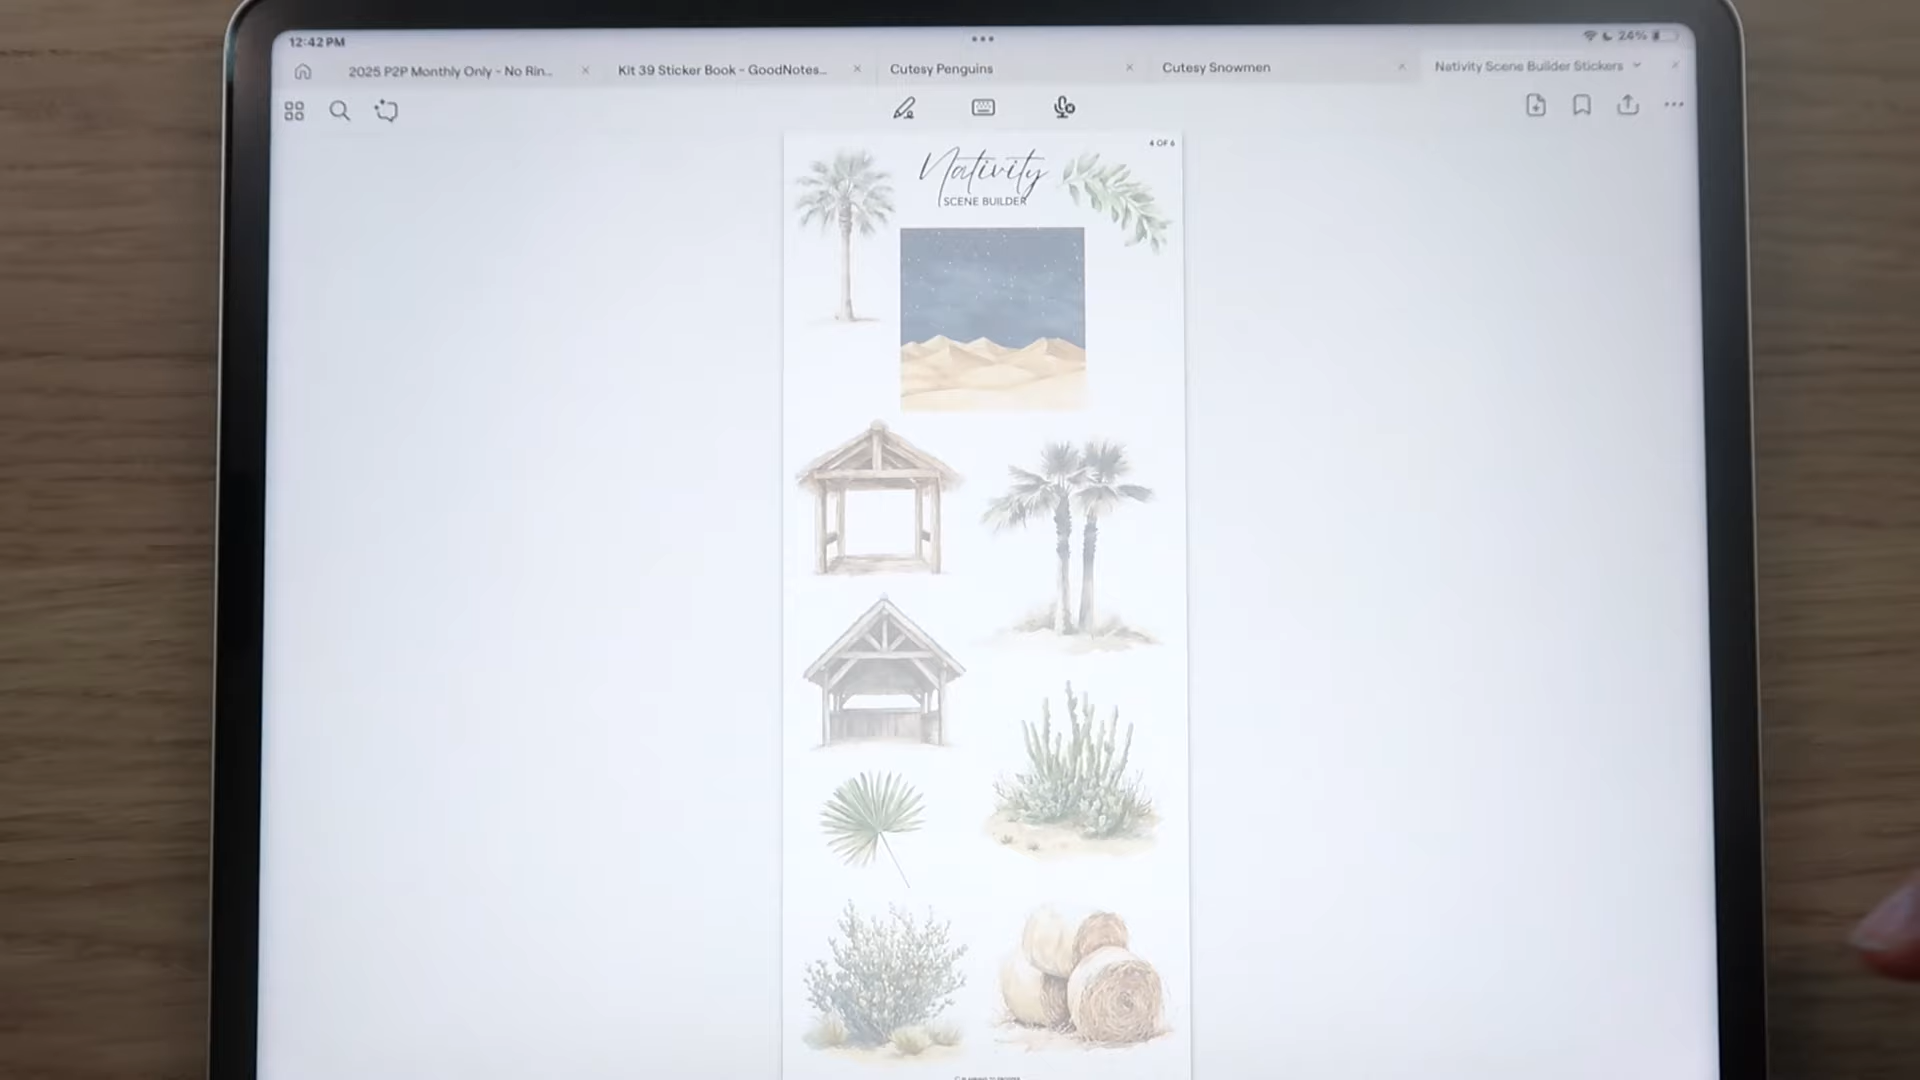 12:42 PM
24%
2025 P2P Monthly Only - No Rin...
Kit 39 Sticker Book - GoodNotes...
Cutesy Penguins
Cutesy Snowmen
Nativity Scene Builder Stickers
4 OF 6
Nativity
SCENE BUILDER